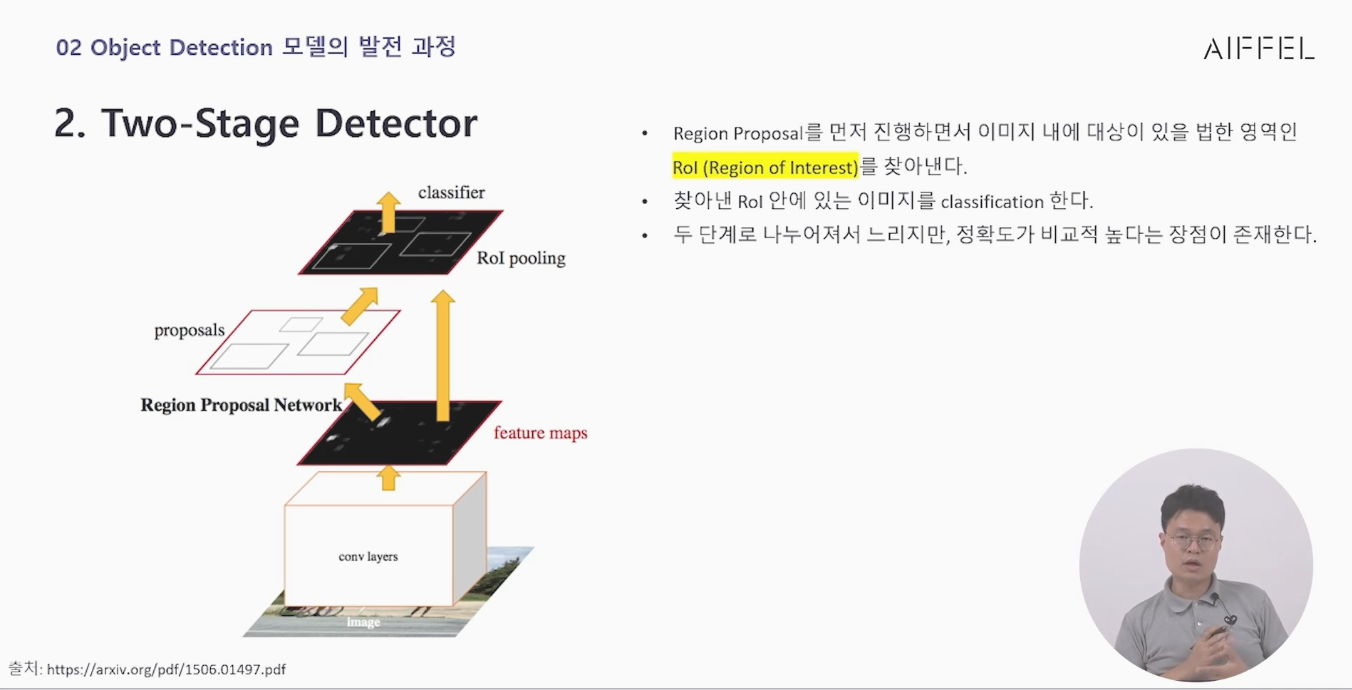 02 Object Detection 모델의 발전 과정
AIFFEL
2. Two-Stage Detector
• Region Proposal를 먼저 진행하면서 이미지 내에 대상이 있을 법한 영역인
RoI (Region of Interest)를 찾아낸다.
• 찾아낸 RoI 안에 있는 이미지를 classification 한다.
• 두 단계로 나누어져서 느리지만, 정확도가 비교적 높다는 장점이 존재한다.
classifier
RoI pooling
proposals
Region Proposal Network
feature maps
conv layers
image
출처: https://arxiv.org/pdf/1506.01497.pdf